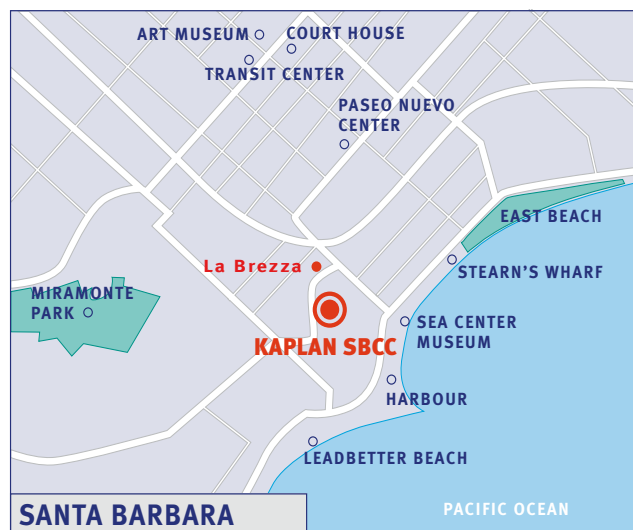 ART MUSEUM
COURT HOUSE
TRANSIT CENTER
PASEO NUEVO
CENTER
EAST BEACH
La Brezza
STEARN'S WHARF
MIRAMONTE
PARK
SEA CENTER
MUSEUM
KAPLAN SBCC
HARBOUR
LEADBETTER BEACH
PACIFIC OCEAN
SANTA BARBARA